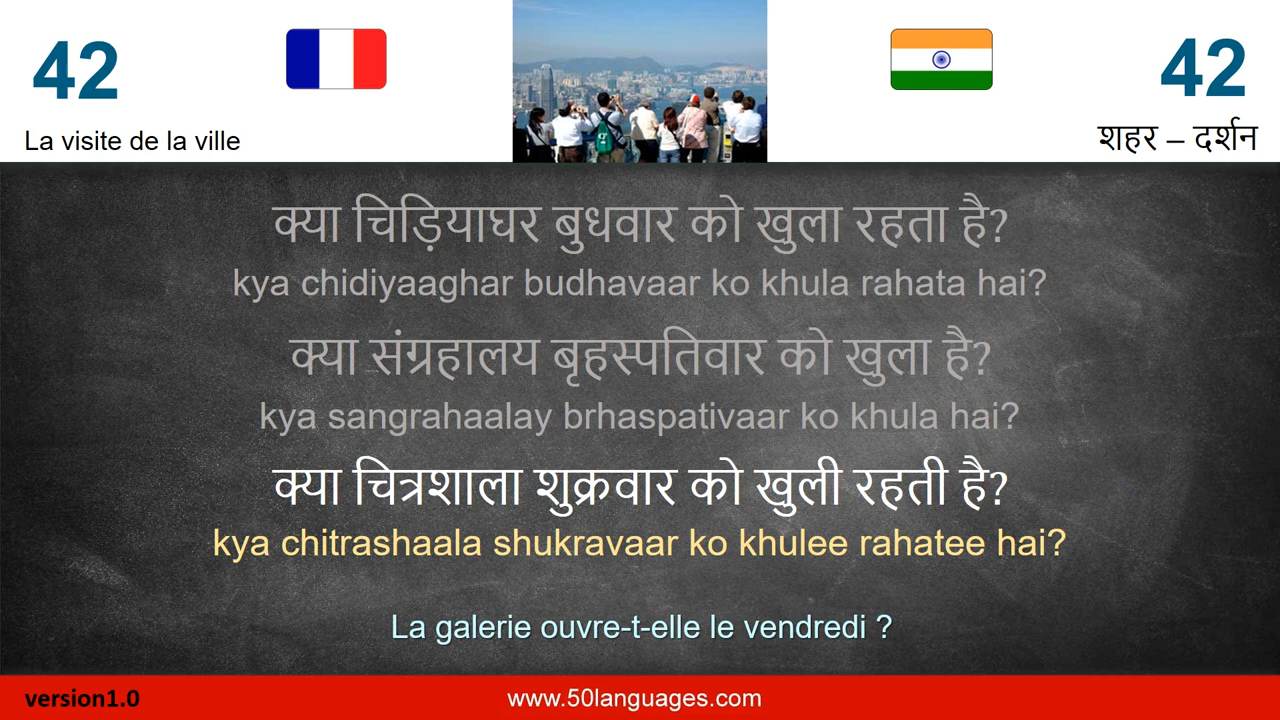 42
42
La visite de la ville
शहर – दर्शन
क्या चिड़ियाघर बुधवार को खुला रहता है?
kya chidiyaaghar budhavaar ko khula rahata hai?
क्या संग्रहालय बृहस्पतिवार को खुला है?
kya sangrahaalay brhaspativaar ko khula hai?
क्या चित्रशाला शुक्रवार को खुली रहती है?
kya chitrashaala shukravaar ko khulee rahatee hai?
La galerie ouvre-t-elle le vendredi ?
version1.0
www.50languages.com